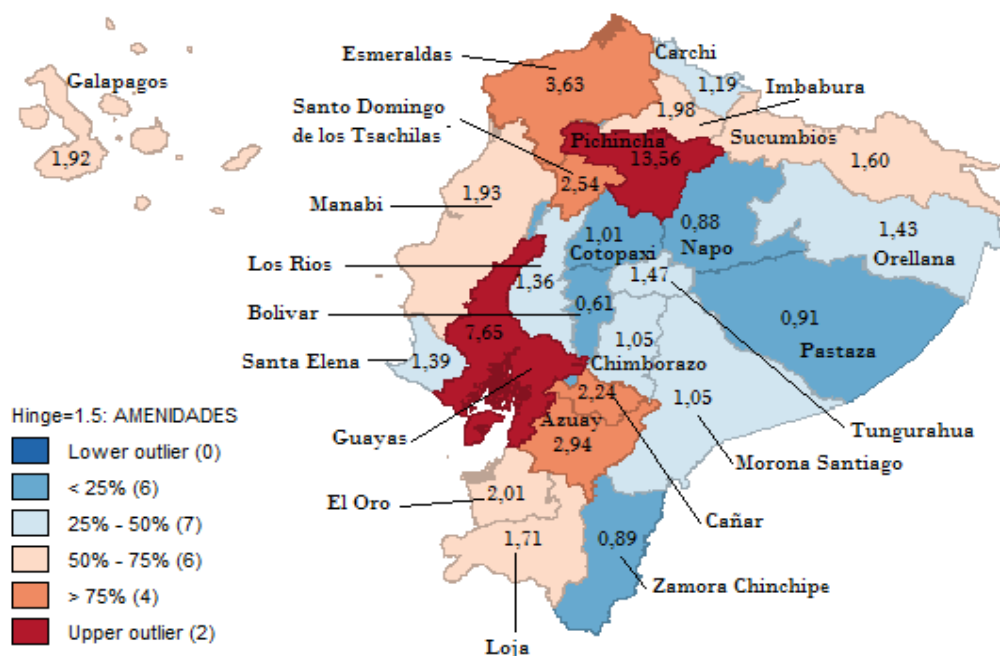 Esmeraldas
3,63
Carchi
1,19
Imbabura
1,98
Galapagos
1,92
Santo Domingo
de los Tsachilas
2,54
Pichincha
13,56
Sucumbios
1,60
Manabi
1,93
0,88
Napo
1,43
Orellana
1,01
Cotopaxi
Los Rios
1,36
1,47
Bolivar
0,61
0,91
Pastaza
7,65
Santa Elena
1,39
1,05
Chimborazo
1,05
2,24
Tungurahua
Guayas
Azuay
2,94
Morona Santiago
El Oro
2,01
Cañar
1,71
0,89
Zamora Chinchipe
Loja
Hinge=1.5: AMENIDADES
Lower outlier (0)
< 25% (6)
25% - 50% (7)
50% - 75% (6)
> 75% (4)
Upper outlier (2)